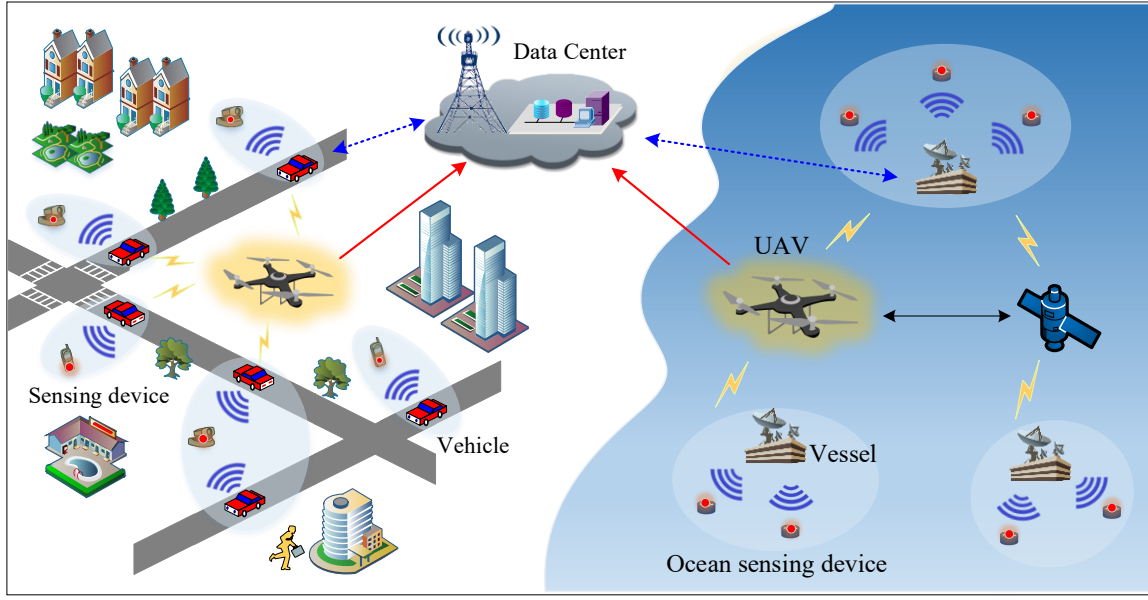 Data Center
UAV
Sensing device
Vehicle
Vessel
Ocean sensing device